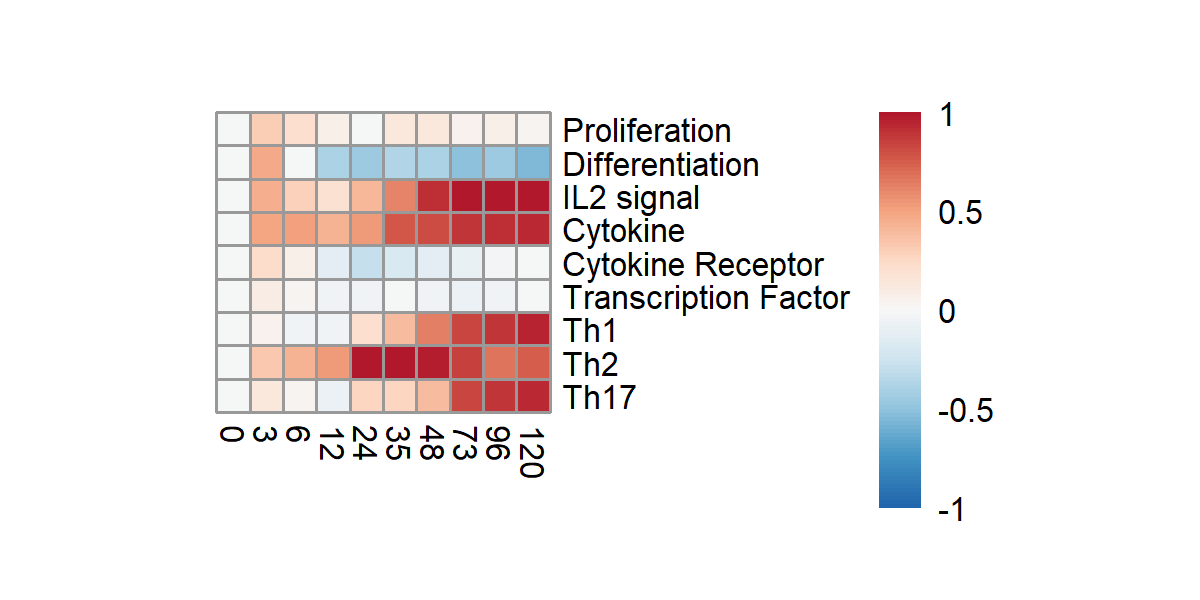 Proliferation
Differentiation
IL2 signal
Cytokine
Cytokine Receptor
Transcription Factor
Th1
Th2
Th17
0
3
6
12
24
35
48
73
96
120
1
0.5
0
-0.5
-1